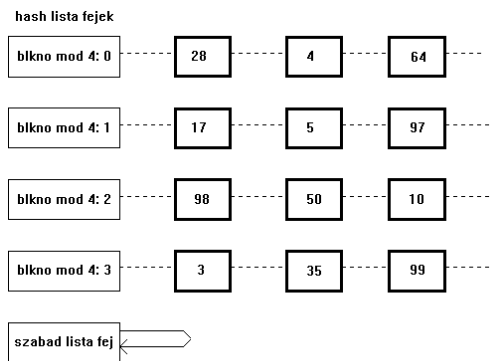 hash lista fejek
blkno mod 4: 0 28 4 64
blkno mod 4: 1 17 5 97
blkno mod 4: 2 98 50 10
blkno mod 4: 3 3 35 99
szabad lista fej